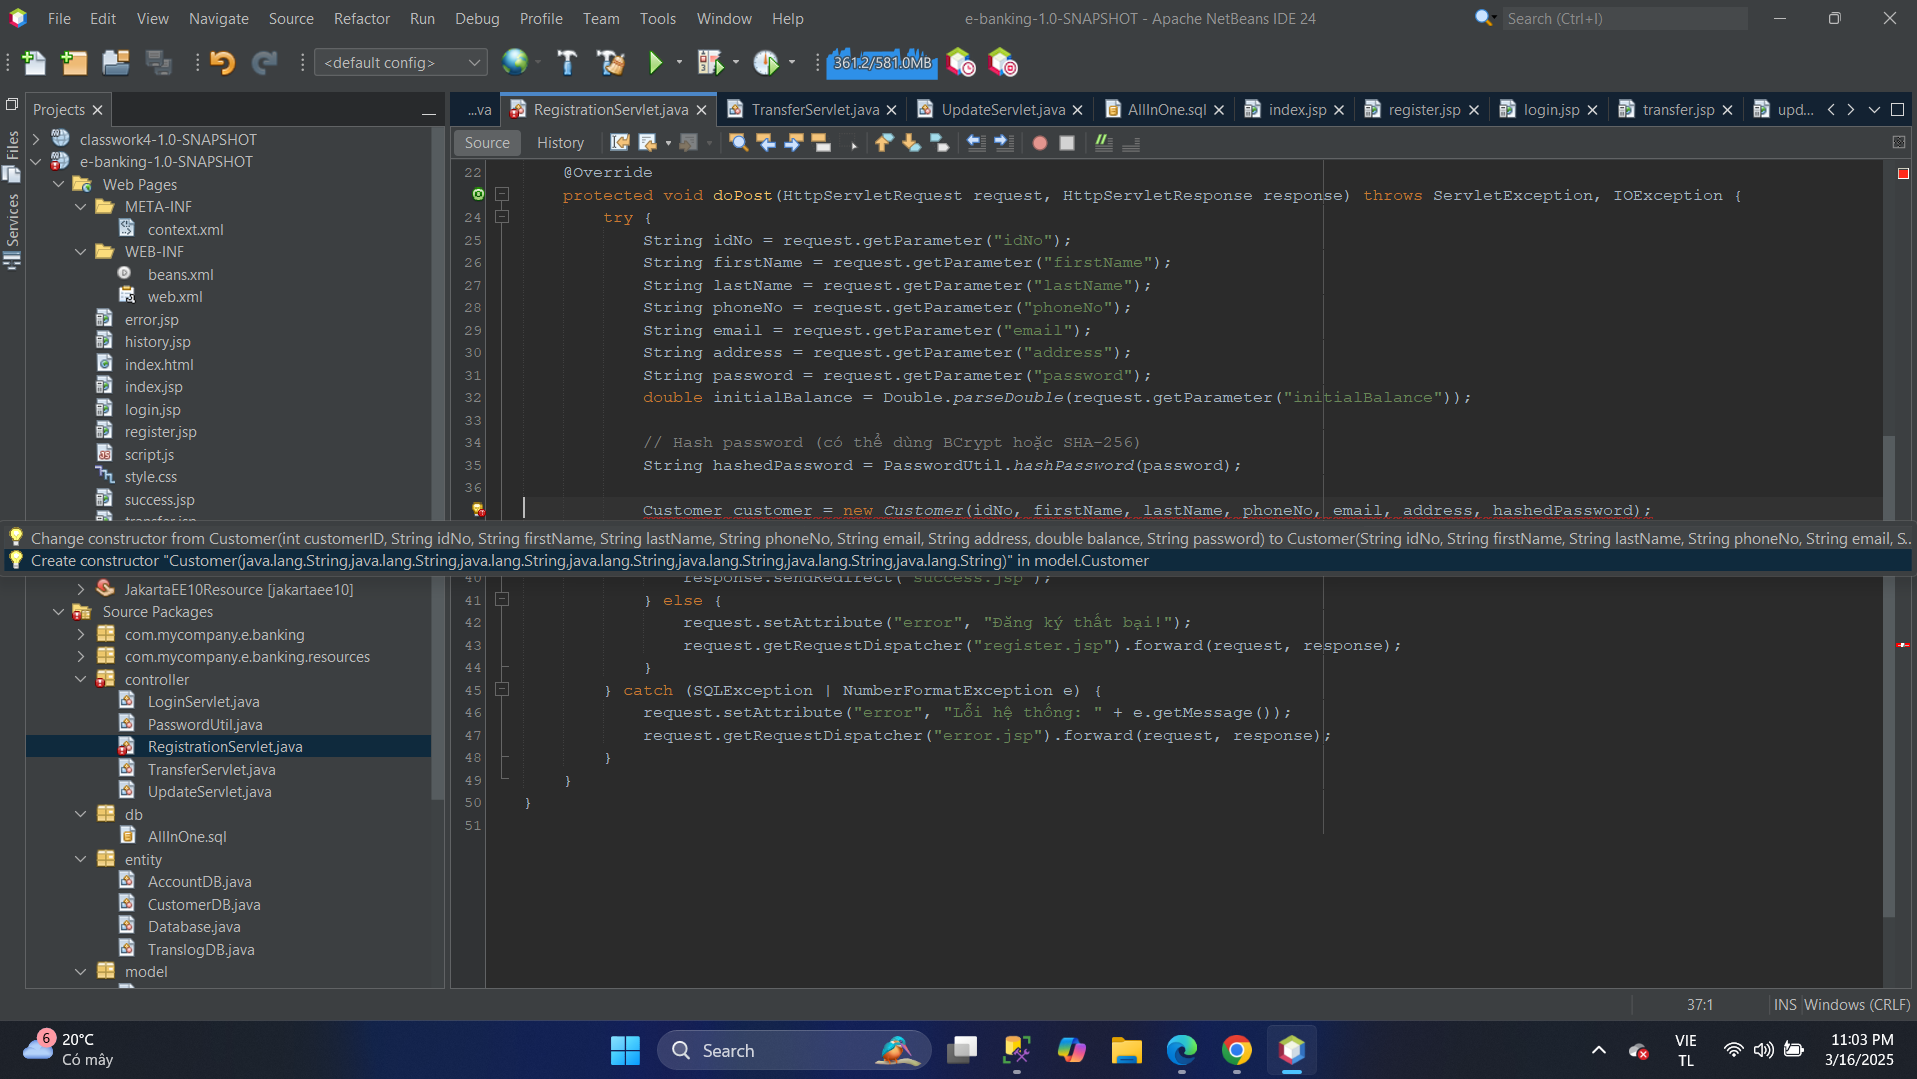 File Edit View Navigate Source Refactor Run Debug Profile Team Tools Window Help
e-banking-1.0-SNAPSHOT - Apache NetBeans IDE 24
Search (Ctrl+I)
<default config>
361.2/581.0MB
Projects
...va
RegistrationServlet.java
TransferServlet.java
UpdateServlet.java
AllInOne.sql
index.jsp
register.jsp
login.jsp
transfer.jsp
upd...
Files
Services
Source History
classwork4-1.0-SNAPSHOT
e-banking-1.0-SNAPSHOT
Web Pages
META-INF
context.xml
WEB-INF
beans.xml
web.xml
error.jsp
history.jsp
index.html
index.jsp
login.jsp
register.jsp
script.js
style.css
success.jsp
transfer.jsp
JakartaEE10Resource [jakartaee10]
Source Packages
com.mycompany.e.banking
com.mycompany.e.banking.resources
controller
LoginServlet.java
PasswordUtil.java
RegistrationServlet.java
TransferServlet.java
UpdateServlet.java
db
AllInOne.sql
entity
AccountDB.java
CustomerDB.java
Database.java
TranslogDB.java
model
22 @Override
protected void doPost(HttpServletRequest request, HttpServletResponse response) throws ServletException, IOException {
24 try {
25 String idNo = request.getParameter("idNo");
26 String firstName = request.getParameter("firstName");
27 String lastName = request.getParameter("lastName");
28 String phoneNo = request.getParameter("phoneNo");
29 String email = request.getParameter("email");
30 String address = request.getParameter("address");
31 String password = request.getParameter("password");
32 double initialBalance = Double.parseDouble(request.getParameter("initialBalance"));
33
34 // Hash password (có thể dùng BCrypt hoặc SHA-256)
35 String hashedPassword = PasswordUtil.hashPassword(password);
36
Customer customer = new Customer(idNo, firstName, lastName, phoneNo, email, address, hashedPassword);
Change constructor from Customer(int customerID, String idNo, String firstName, String lastName, String phoneNo, String email, String address, double balance, String password) to Customer(String idNo, String firstName, String lastName, String phoneNo, String email, S...
Create constructor "Customer(java.lang.String,java.lang.String,java.lang.String,java.lang.String,java.lang.String,java.lang.String,java.lang.String)" in model.Customer
40 response.sendRedirect("success.jsp");
41 } else {
42 request.setAttribute("error", "Đăng ký thất bại!");
43 request.getRequestDispatcher("register.jsp").forward(request, response);
44 }
45 } catch (SQLException | NumberFormatException e) {
46 request.setAttribute("error", "Lỗi hệ thống: " + e.getMessage());
47 request.getRequestDispatcher("error.jsp").forward(request, response);
48 }
49 }
50 }
51
37:1 INS Windows (CRLF)
6
20°C
Có mây
Search
VIE
TL
11:03 PM
3/16/2025